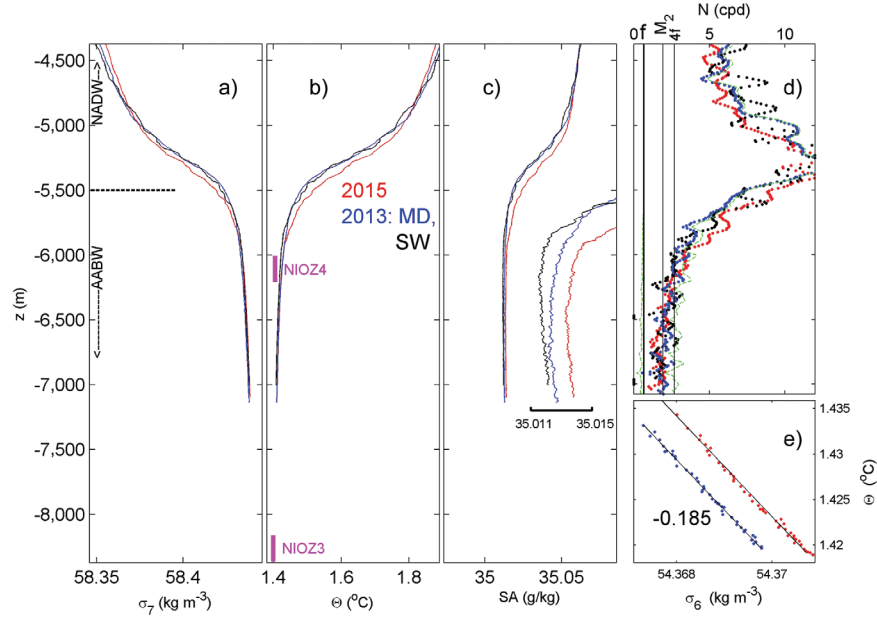 N (cpd)
0 f M2 4f 5 10
-4,500
-5,000
-5,500
-6,000
-6,500
-7,000
-7,500
-8,000
z (m)
NADW-->
AABW
<--------
a)
58.35 58.4
σ7 (kg m-3)
b)
2015
2013: MD,
SW
NIOZ4
NIOZ3
1.4 1.6 1.8
Θ (oC)
c)
35.011 35.015
35 35.05
SA (g/kg)
d)
e)
-0.185
1.435
1.43
1.425
1.42
Θ (oC)
54.368 54.37
σ6 (kg m-3)